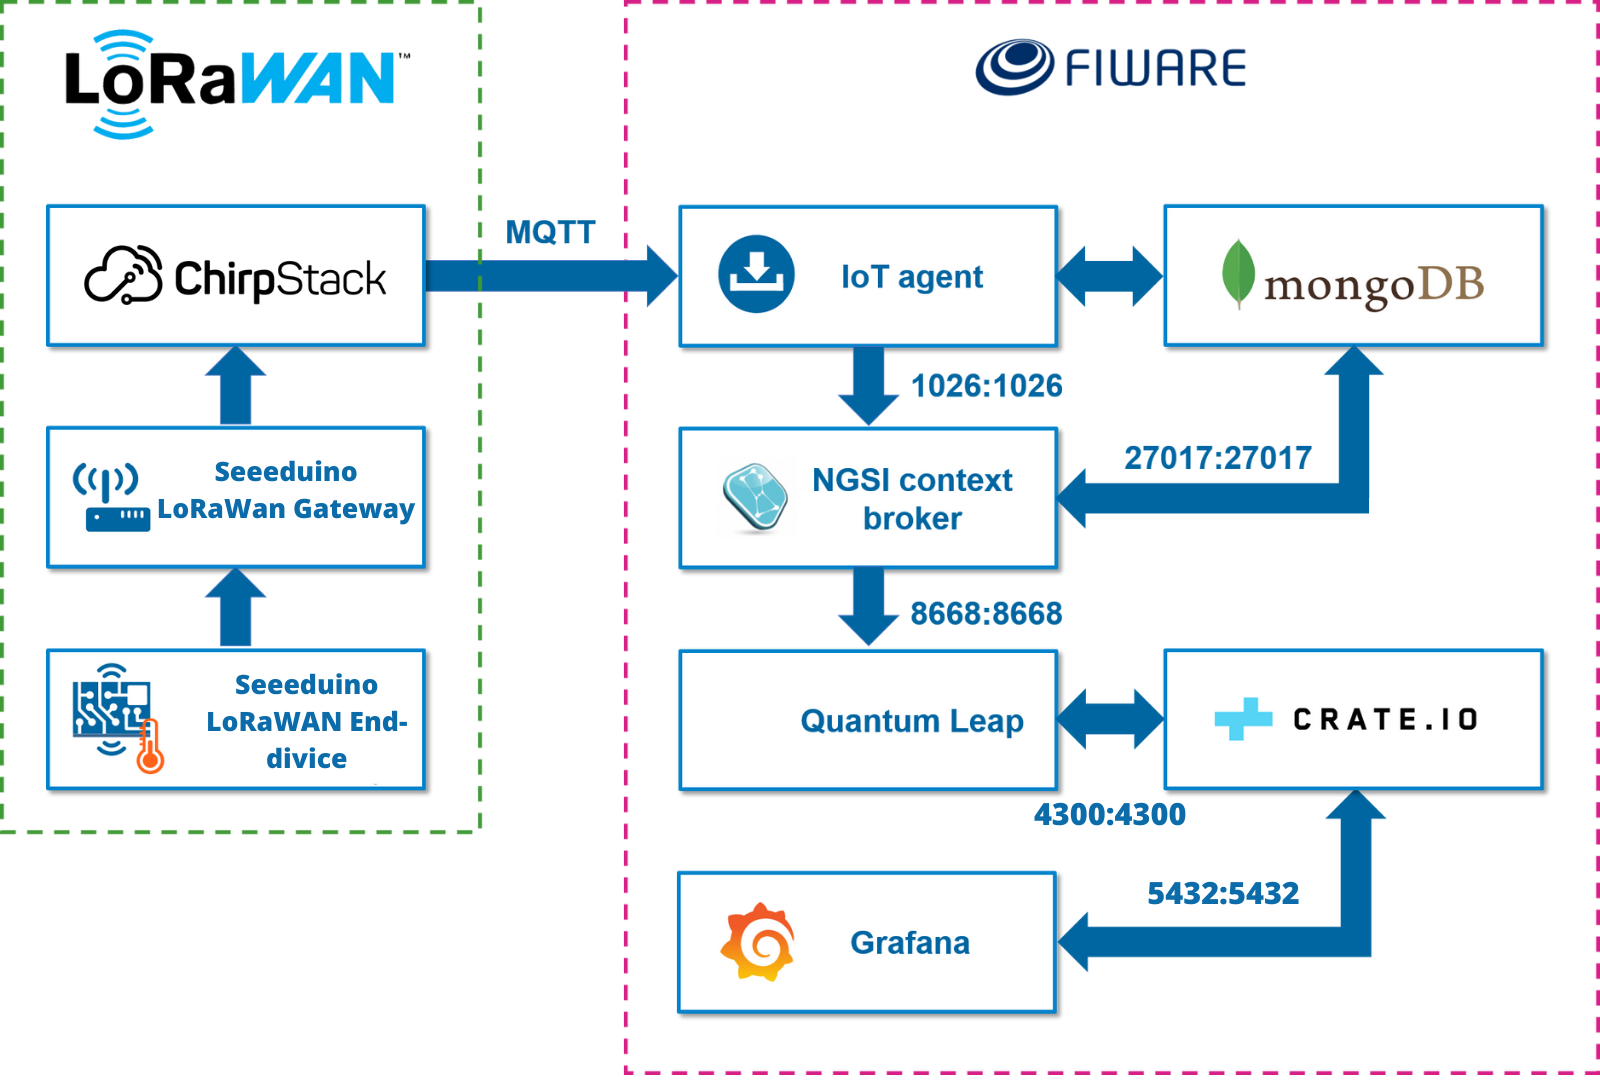 LoRaWAN™
FIWARE
ChirpStack
MQTT
IoT agent
mongoDB
1026:1026
Seeeduino
LoRaWan Gateway
NGSI context
broker
27017:27017
8668:8668
Seeeduino
LoRaWAN End-
divice
Quantum Leap
CRATE.IO
4300:4300
5432:5432
Grafana